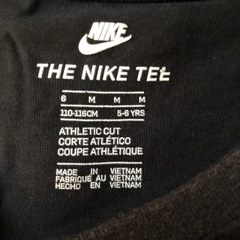 NIKE
THE NIKE TEE
6 M M M
110-116CM 5-6 YRS
ATHLETIC CUT
CORTE ATLÉTICO
COUPE ATHLÉTIQUE
MADE IN VIETNAM
FABRIQUÉ AU VIETNAM
HECHO EN VIETNAM